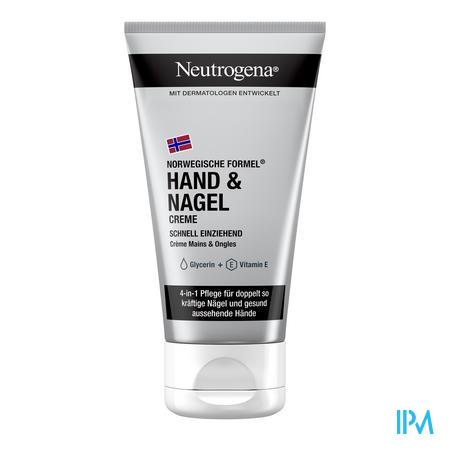 Neutrogena®
MIT DERMATOLOGEN ENTWICKELT
NORWEGISCHE FORMEL®
HAND &
NAGEL
CREME
SCHNELL EINZIEHEND
Crème Mains & Ongles
Glycerin + E Vitamin E
4-in-1 Pflege für doppelt so
kräftige Nägel und gesund
aussehende Hände
IPM